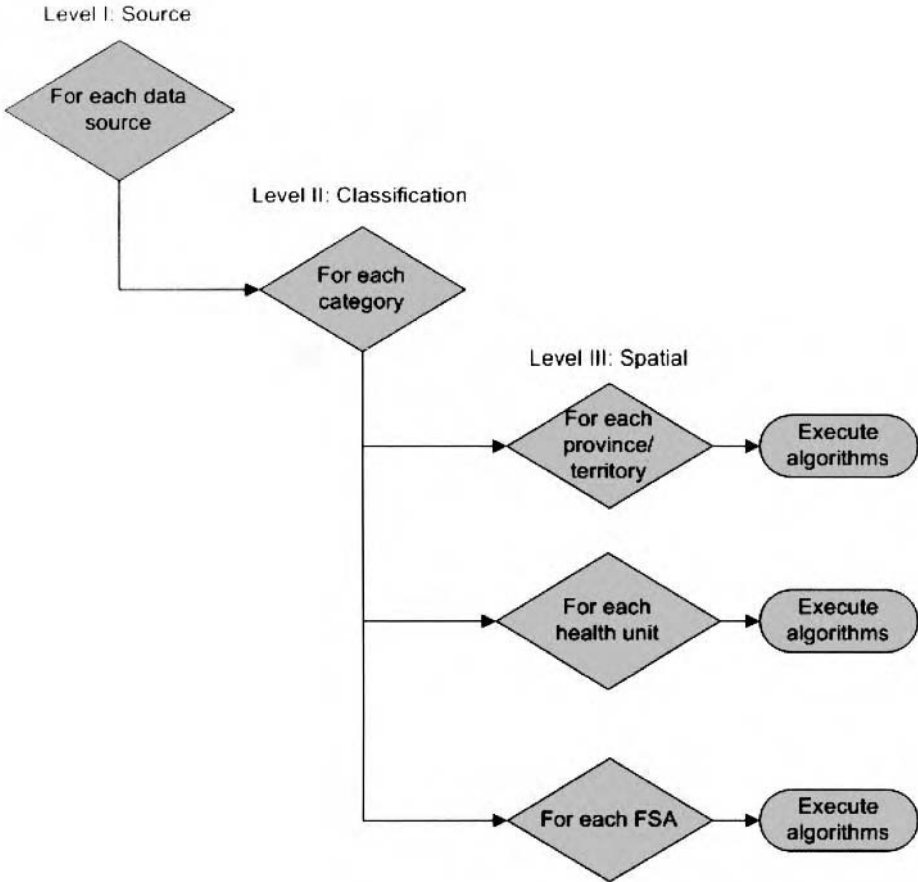 Level I: Source
For each data
source
Level II: Classification
For each
category
Level III: Spatial
For each
province/
territory
Execute
algorithms
For each
health unit
Execute
algorithms
For each FSA
Execute
algorithms